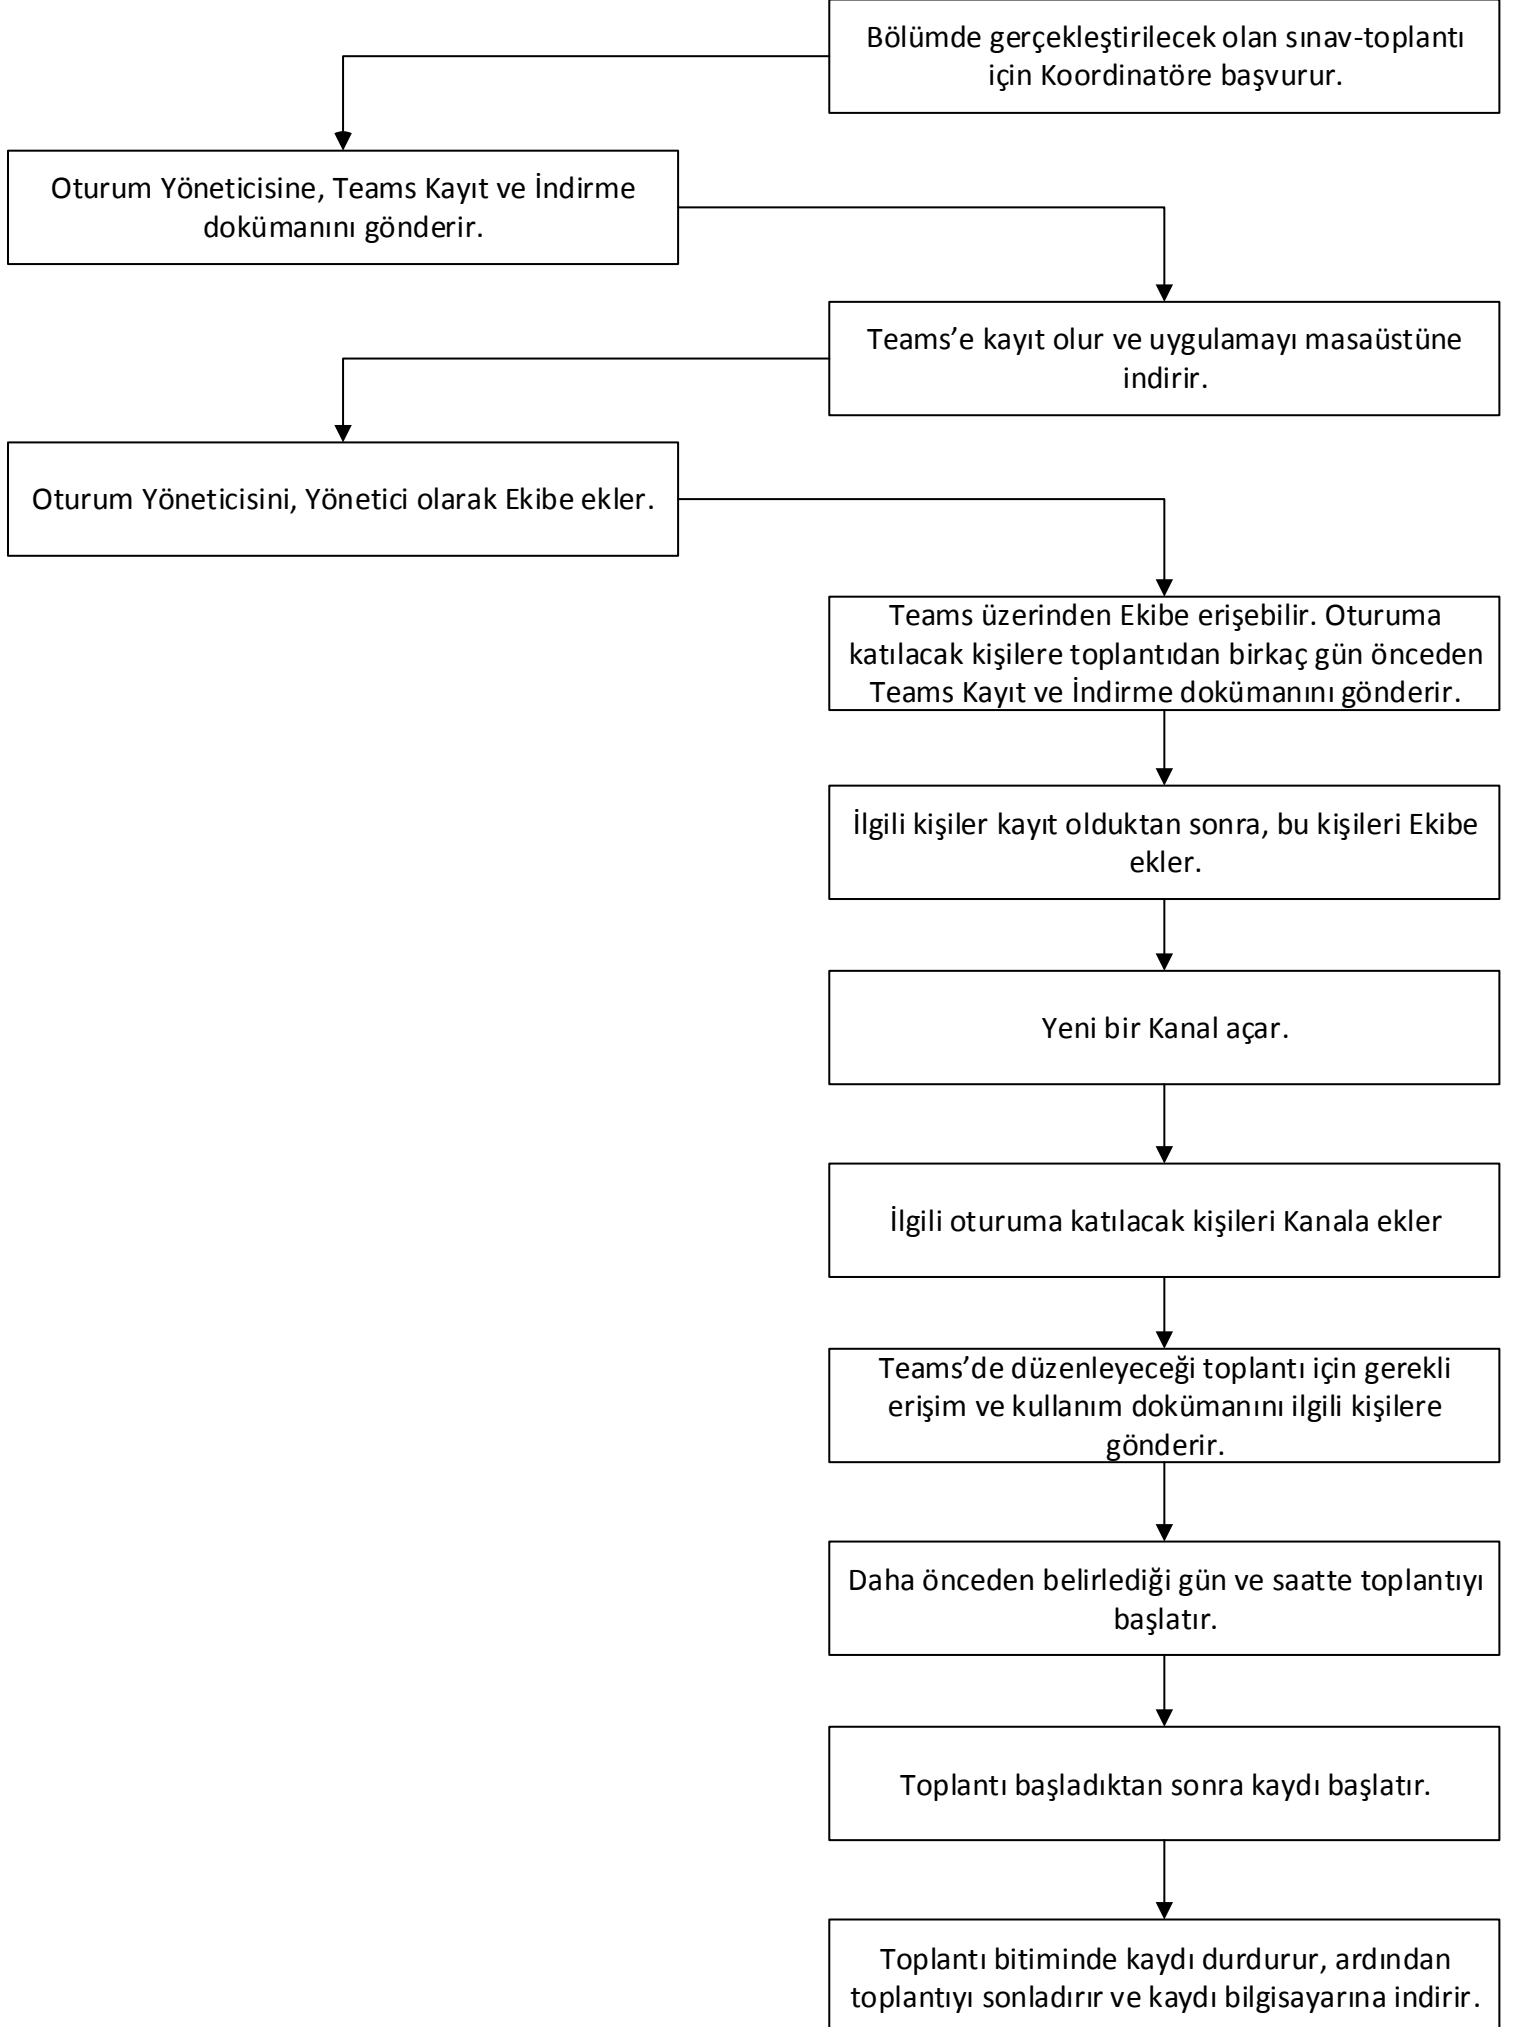 Bölümde gerçekleştirilecek olan sınav-toplantı
için Koordinatöre başvurur.
Oturum Yöneticisine, Teams Kayıt ve İndirme
dokümanını gönderir.
Teams’e kayıt olur ve uygulamayı masaüstüne
indirir.
Oturum Yöneticisini, Yönetici olarak Ekibe ekler.
Teams üzerinden Ekibe erişebilir. Oturuma
katılacak kişilere toplantıdan birkaç gün önceden
Teams Kayıt ve İndirme dokümanını gönderir.
İlgili kişiler kayıt olduktan sonra, bu kişileri Ekibe
ekler.
Yeni bir Kanal açar.
İlgili oturuma katılacak kişileri Kanala ekler
Teams’de düzenleyeceği toplantı için gerekli
erişim ve kullanım dokümanını ilgili kişilere
gönderir.
Daha önceden belirlediği gün ve saatte toplantıyı
başlatır.
Toplantı başladıktan sonra kaydı başlatır.
Toplantı bitiminde kaydı durdurur, ardından
toplantıyı sonladırır ve kaydı bilgisayarına indirir.